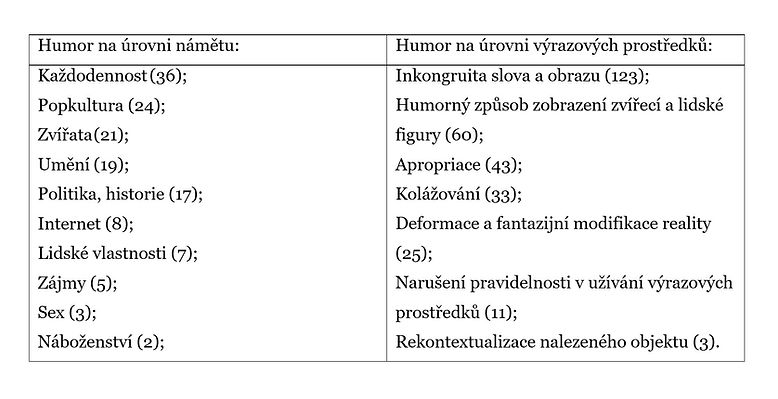 Humor na úrovni námětu:
Každodennost (36);
Popkultura (24);
Zvířata(21);
Umění (19);
Politika, historie (17);
Internet (8);
Lidské vlastnosti (7);
Zájmy (5);
Sex (3);
Náboženství (2);
Humor na úrovni výrazových prostředků:
Inkongruita slova a obrazu (123);
Humorný způsob zobrazení zvířecí a lidské
figury (60);
Apropriace (43);
Kolážování (33);
Deformace a fantazijní modifikace reality
(25);
Narušení pravidelnosti v užívání výrazových
prostředků (11);
Rekontextualizace nalezeného objektu (3).